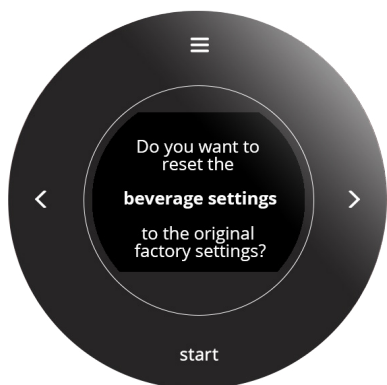 Do you want to
reset the
beverage settings
to the original
factory settings?
start